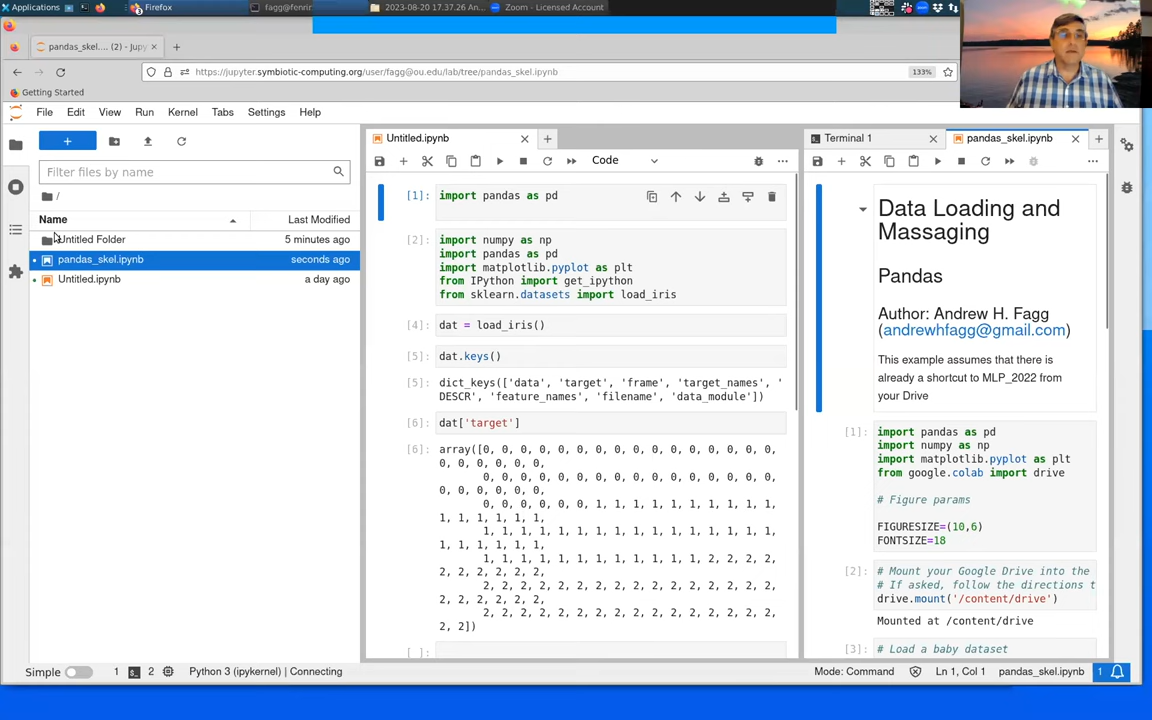 Applications
Firefox
fagg@fenrir
2023-08-20 17.37.26 An...
Zoom - Licensed Account
pandas_skel.... (2) - Jupy
https://jupyter.symbiotic-computing.org/user/fagg@ou.edu/lab/tree/pandas_skel.ipynb
133%
Getting Started
File Edit View Run Kernel Tabs Settings Help
Untitled.ipynb
Terminal 1
pandas_skel.ipynb
Code
Filter files by name
/
Name
Last Modified
Untitled Folder
5 minutes ago
pandas_skel.ipynb
seconds ago
Untitled.ipynb
a day ago
[1]:
import pandas as pd
[2]:
import numpy as np
import pandas as pd
import matplotlib.pyplot as plt
from IPython import get_ipython
from sklearn.datasets import load_iris
[4]:
dat = load_iris()
[5]:
dat.keys()
[5]:
dict_keys(['data', 'target', 'frame', 'target_names', '
DESCR', 'feature_names', 'filename', 'data_module'])
[6]:
dat['target']
[6]:
array([0, 0, 0, 0, 0, 0, 0, 0, 0, 0, 0, 0, 0, 0, 0, 0,
0, 0, 0, 0, 0, 0,
0, 0, 0, 0, 0, 0, 0, 0, 0, 0, 0, 0, 0, 0, 0, 0,
0, 0, 0, 0, 0, 0,
0, 0, 0, 0, 0, 0, 1, 1, 1, 1, 1, 1, 1, 1, 1, 1,
1, 1, 1, 1, 1, 1,
1, 1, 1, 1, 1, 1, 1, 1, 1, 1, 1, 1, 1, 1, 1, 1,
1, 1, 1, 1, 1, 1,
1, 1, 1, 1, 1, 1, 1, 1, 1, 1, 1, 1, 2, 2, 2, 2,
2, 2, 2, 2, 2, 2,
2, 2, 2, 2, 2, 2, 2, 2, 2, 2, 2, 2, 2, 2, 2, 2,
2, 2, 2, 2, 2, 2,
2, 2, 2, 2, 2, 2, 2, 2, 2, 2, 2, 2, 2, 2, 2, 2,
2, 2])
[ ]:
Data Loading and
Massaging
Pandas
Author: Andrew H. Fagg
(andrewhfagg@gmail.com)
This example assumes that there is
already a shortcut to MLP_2022 from
your Drive
[1]:
import pandas as pd
import numpy as np
import matplotlib.pyplot as plt
from google.colab import drive
# Figure params
FIGURESIZE=(10,6)
FONTSIZE=18
[2]:
# Mount your Google Drive into the
# If asked, follow the directions t
drive.mount('/content/drive')
Mounted at /content/drive
[3]:
# Load a baby dataset
Simple
1
2
Python 3 (ipykernel) | Connecting
Mode: Command
Ln 1, Col 1
pandas_skel.ipynb
1